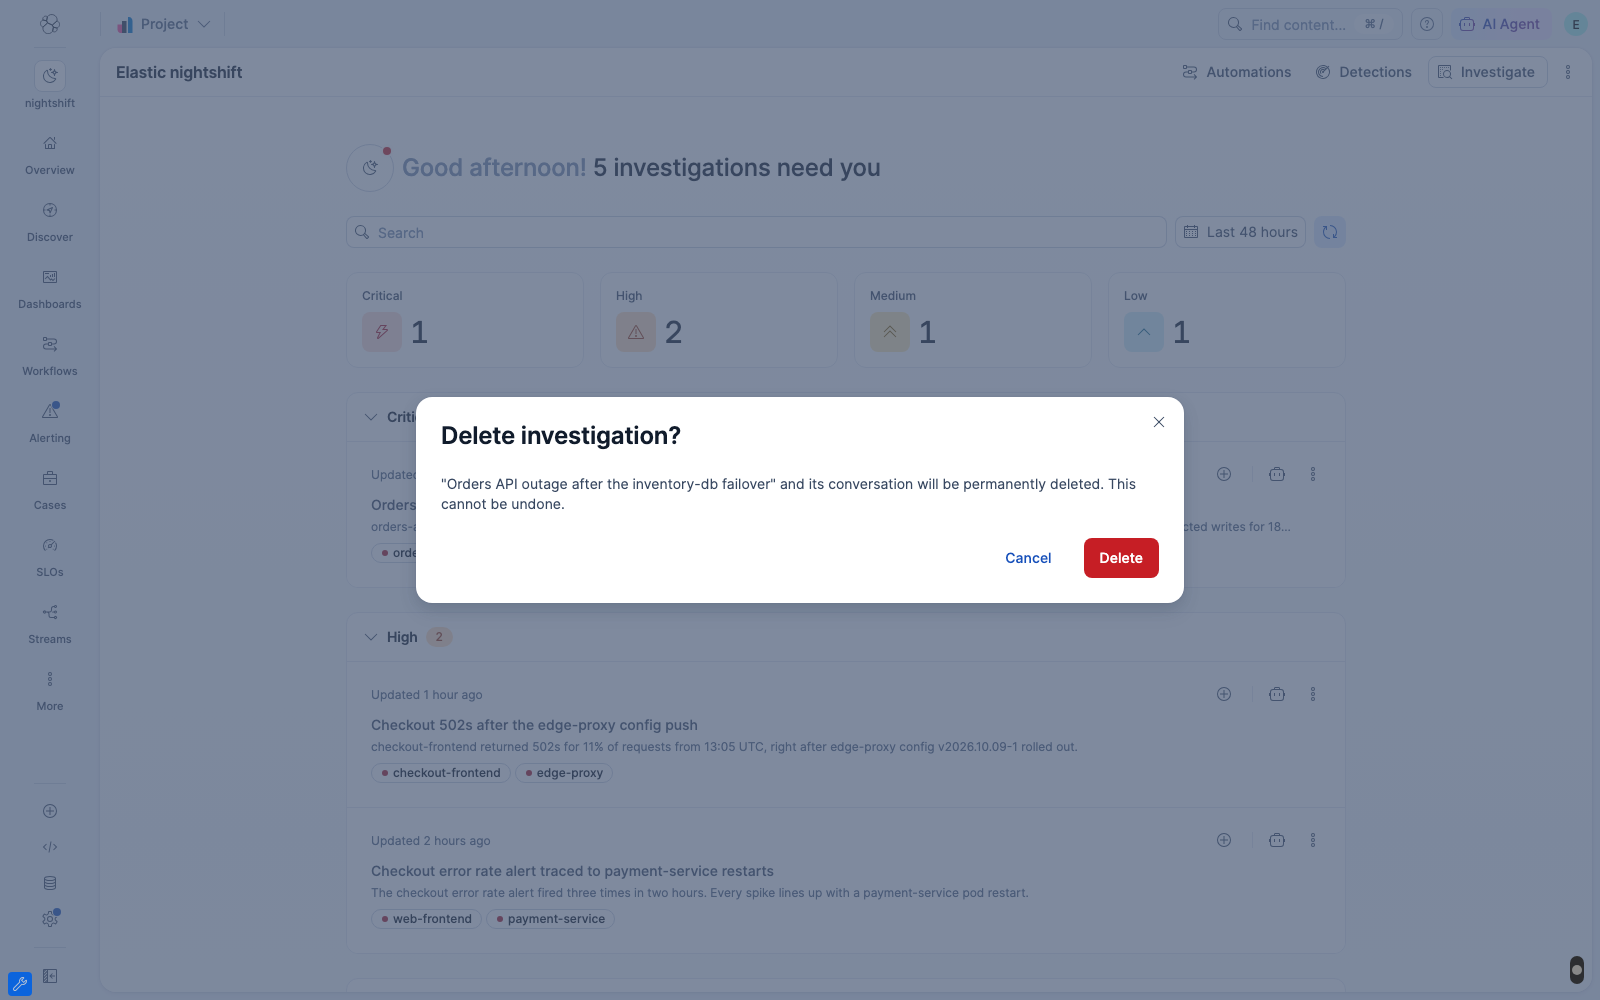 Project
Find content...
⌘ /
AI Agent
E
Elastic nightshift
Automations
Detections
Investigate
nightshift
Overview
Discover
Dashboards
Workflows
Alerting
Cases
SLOs
Streams
More
Good afternoon! 5 investigations need you
Search
Last 48 hours
Critical
1
High
2
Medium
1
Low
1
Delete investigation?
"Orders API outage after the inventory-db failover" and its conversation will be permanently deleted. This
cannot be undone.
Cancel
Delete
Orders
cted writes for 18...
High 2
Updated 1 hour ago
Checkout 502s after the edge-proxy config push
checkout-frontend returned 502s for 11% of requests from 13:05 UTC, right after edge-proxy config v2026.10.09-1 rolled out.
checkout-frontend
edge-proxy
Updated 2 hours ago
Checkout error rate alert traced to payment-service restarts
The checkout error rate alert fired three times in two hours. Every spike lines up with a payment-service pod restart.
web-frontend
payment-service